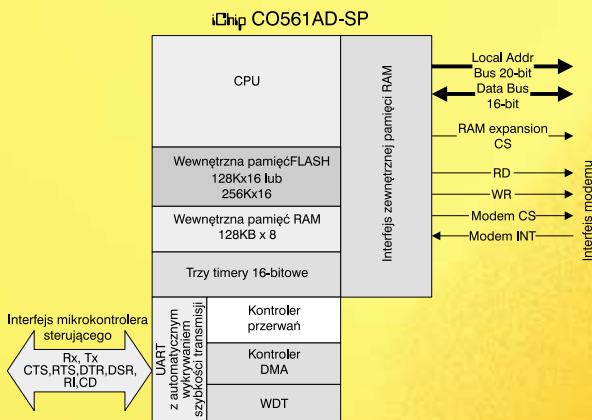 iChip CO561AD-SP
CPU
Wewnętrzna pamięćFLASH
128Kx16 lub
256Kx16
Wewnętrzna pamięć RAM
128KB x 8
Trzy timery 16-bitowe
Interfejs zewnętrznej pamięci RAM
Local Addr
Bus 20-bit
Data Bus
16-bit
RAM expansion
CS
RD
WR
Modem CS
Modem INT
Interfejs modemu
Interfejs mikrokontrolera
sterującego
Rx, Tx
CTS,RTS,DTR,DSR,
RI,CD
UART
z automatycznym
wykrywaniem
szybkości transmisji
Kontroler
przerwań
Kontroler
DMA
WDT